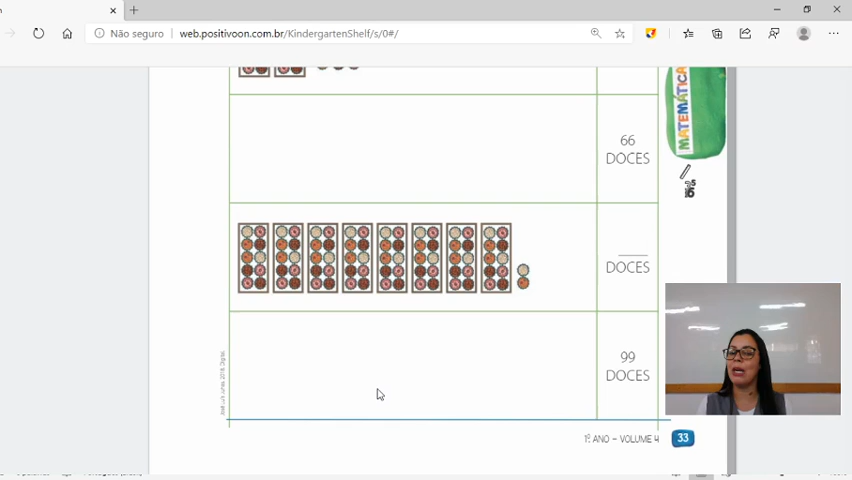 Não seguro
web.positivoon.com.br/KindergartenShelf/s/0#/
MATEMÁTICA
66
DOCES
____
DOCES
99
DOCES
1º. ANO – VOLUME 4
33